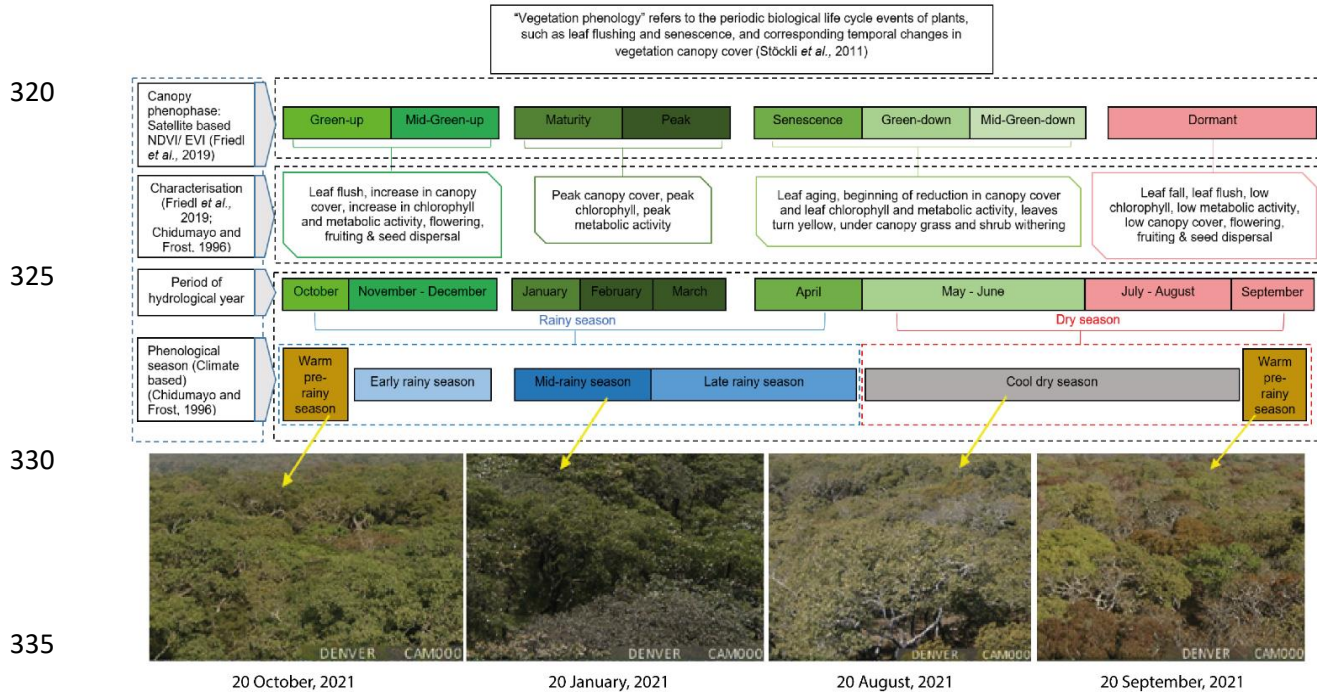 "Vegetation phenology" refers to the periodic biological life cycle events of plants,
such as leaf flushing and senescence, and corresponding temporal changes in
vegetation canopy cover (Stöckli et al., 2011)
320
Canopy
phenophase:
Satellite based
NDVI/ EVI (Friedl
et al., 2019)
Green-up
Mid-Green-up
Maturity
Peak
Senescence
Green-down
Mid-Green-down
Dormant
Characterisation
(Friedl et al.,
2019;
Chidumayo and
Frost, 1996)
Leaf flush, increase in canopy
cover, increase in chlorophyll
and metabolic activity, flowering,
fruiting & seed dispersal
Peak canopy cover, peak
chlorophyll, peak
metabolic activity
Leaf aging, beginning of reduction in canopy cover
and leaf chlorophyll and metabolic activity, leaves
turn yellow, under canopy grass and shrub withering
Leaf fall, leaf flush, low
chlorophyll, low metabolic activity,
low canopy cover, flowering,
fruiting & seed dispersal
325
Period of
hydrological year
October
November - December
January
February
March
April
May - June
July - August
September
Rainy season
Dry season
Phenological
season (Climate
based)
(Chidumayo and
Frost, 1996)
Warm
pre-
rainy
season
Early rainy season
Mid-rainy season
Late rainy season
Cool dry season
Warm
pre-
rainy
season
330
335
DENVER CAM000
DENVER CAM000
DENVER CAM000
DENVER CAM000
20 October, 2021
20 January, 2021
20 August, 2021
20 September, 2021